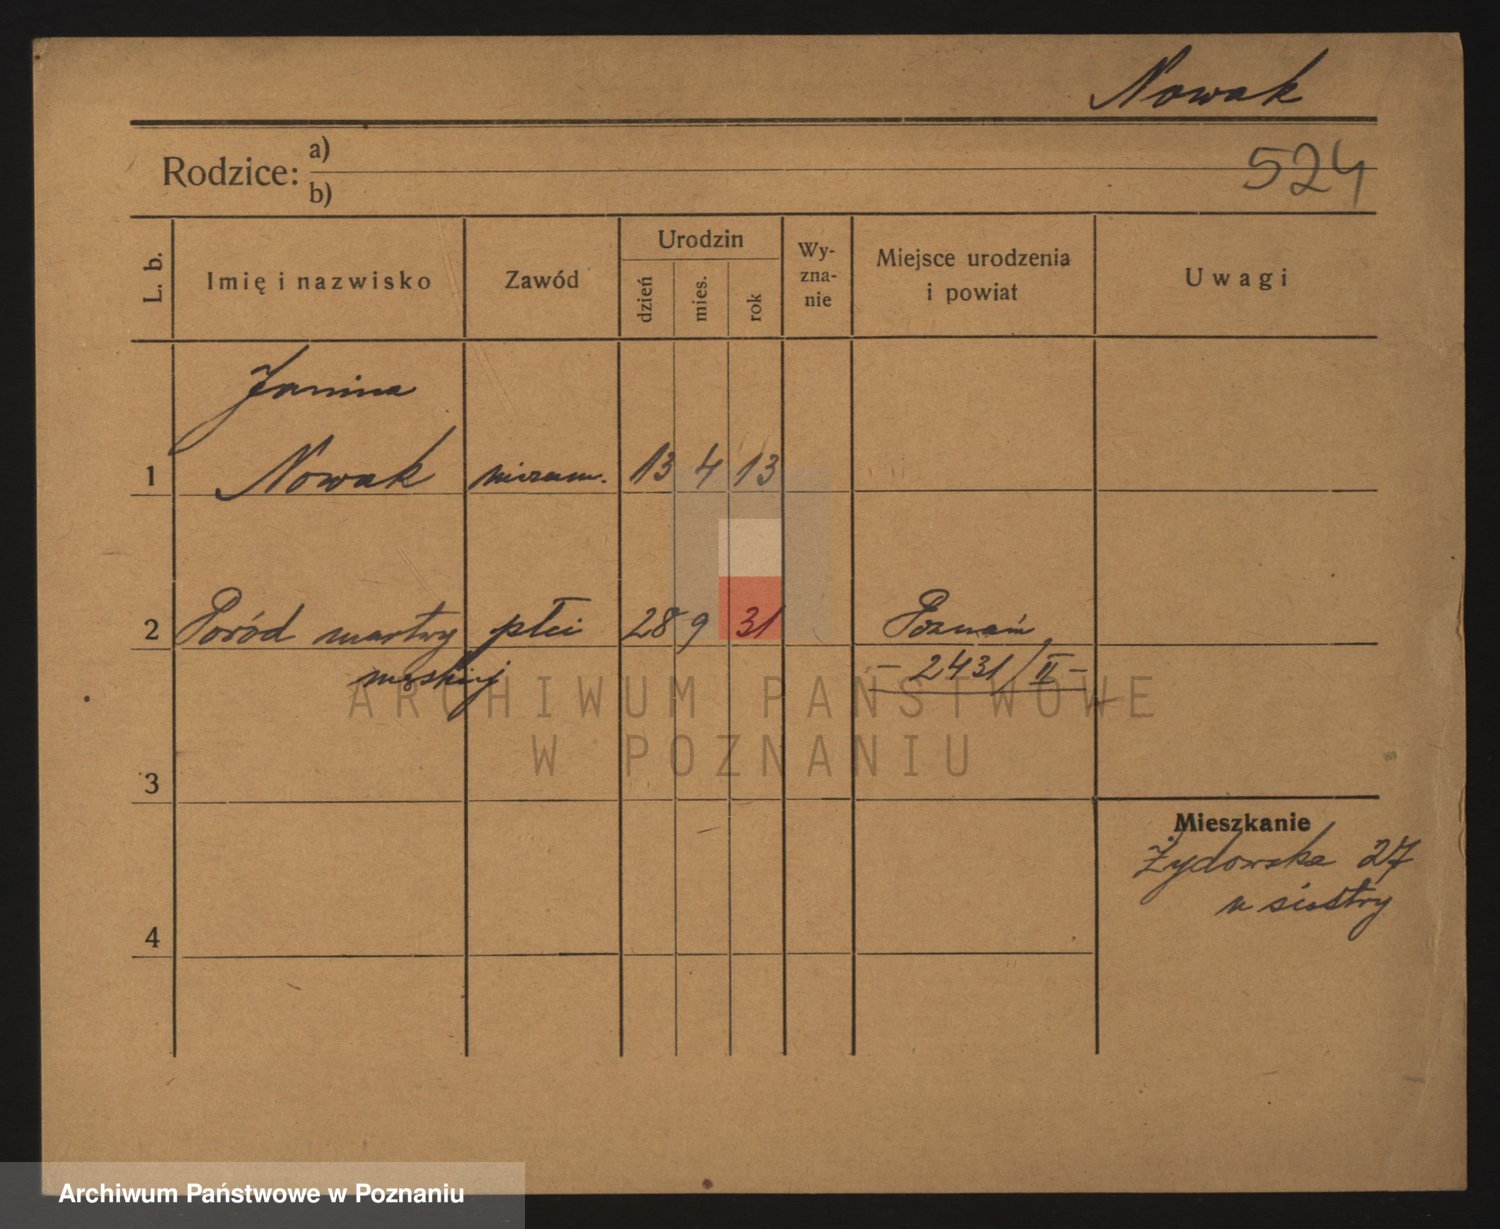 Nowak
Rodzice: a)
b)
524
L. b.
Imię i nazwisko
Zawód
Urodzin
dzień
mies.
rok
Wy-
zna-
nie
Miejsce urodzenia
i powiat
Uwagi
Janina
1 Nowak niezam. 13 4 13
2 Poród martwy płci 28 9 31 Poznań
męskiej – 2431/II –
ARCHIWUM PAŃSTWOWE
W POZNANIU
3
Mieszkanie
Żydowska 27
u siostry
4
Archiwum Państwowe w Poznaniu